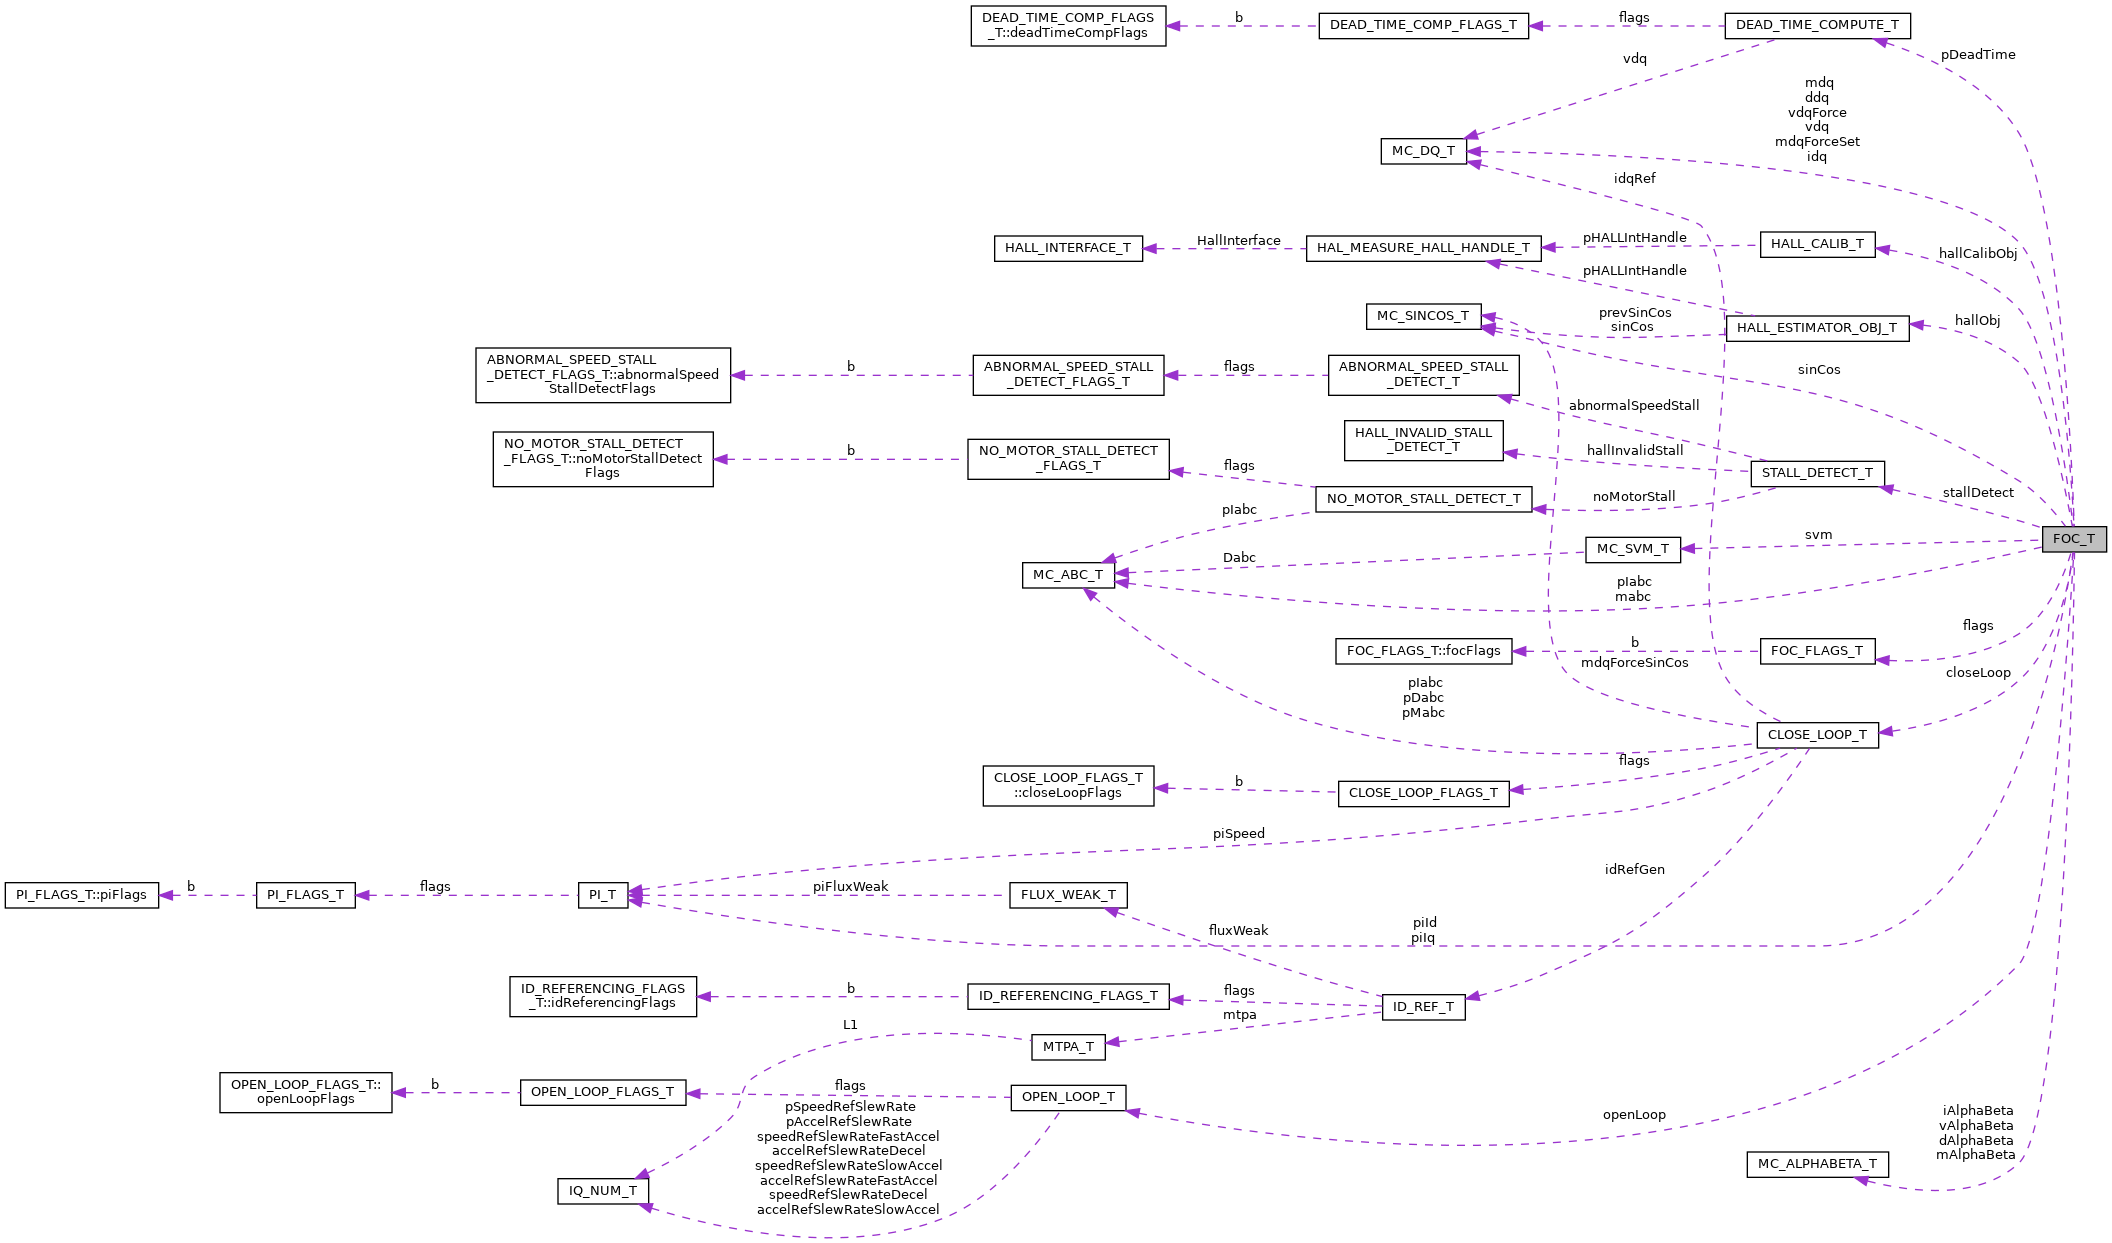 DEAD_TIME_COMP_FLAGS
_T::deadTimeCompFlags
b
DEAD_TIME_COMP_FLAGS_T
flags
DEAD_TIME_COMPUTE_T
pDeadTime
vdq
mdq
ddq
vdqForce
vdq
mdqForceSet
idq
MC_DQ_T
idqRef
HALL_INTERFACE_T
HallInterface
HAL_MEASURE_HALL_HANDLE_T
pHALLIntHandle
HALL_CALIB_T
hallCalibObj
pHALLIntHandle
MC_SINCOS_T
prevSinCos
sinCos
HALL_ESTIMATOR_OBJ_T
hallObj
sinCos
ABNORMAL_SPEED_STALL
_DETECT_FLAGS_T::abnormalSpeed
StallDetectFlags
b
ABNORMAL_SPEED_STALL
_DETECT_FLAGS_T
flags
ABNORMAL_SPEED_STALL
_DETECT_T
abnormalSpeedStall
HALL_INVALID_STALL
_DETECT_T
hallInvalidStall
STALL_DETECT_T
stallDetect
NO_MOTOR_STALL_DETECT
_FLAGS_T::noMotorStallDetect
Flags
b
NO_MOTOR_STALL_DETECT
_FLAGS_T
flags
NO_MOTOR_STALL_DETECT_T
noMotorStall
pIabc
FOC_T
svm
MC_SVM_T
Dabc
MC_ABC_T
pIabc
mabc
flags
FOC_FLAGS_T::focFlags
b
FOC_FLAGS_T
mdqForceSinCos
closeLoop
pIabc
pDabc
pMabc
CLOSE_LOOP_T
flags
CLOSE_LOOP_FLAGS_T
::closeLoopFlags
b
CLOSE_LOOP_FLAGS_T
piSpeed
idRefGen
PI_FLAGS_T::piFlags
b
PI_FLAGS_T
flags
PI_T
piFluxWeak
FLUX_WEAK_T
fluxWeak
piId
piIq
ID_REFERENCING_FLAGS
_T::idReferencingFlags
b
ID_REFERENCING_FLAGS_T
flags
ID_REF_T
mtpa
L1
MTPA_T
OPEN_LOOP_FLAGS_T::
openLoopFlags
b
OPEN_LOOP_FLAGS_T
flags
OPEN_LOOP_T
openLoop
pSpeedRefSlewRate
pAccelRefSlewRate
speedRefSlewRateFastAccel
accelRefSlewRateDecel
speedRefSlewRateSlowAccel
accelRefSlewRateFastAccel
speedRefSlewRateDecel
accelRefSlewRateSlowAccel
IQ_NUM_T
iAlphaBeta
vAlphaBeta
dAlphaBeta
mAlphaBeta
MC_ALPHABETA_T